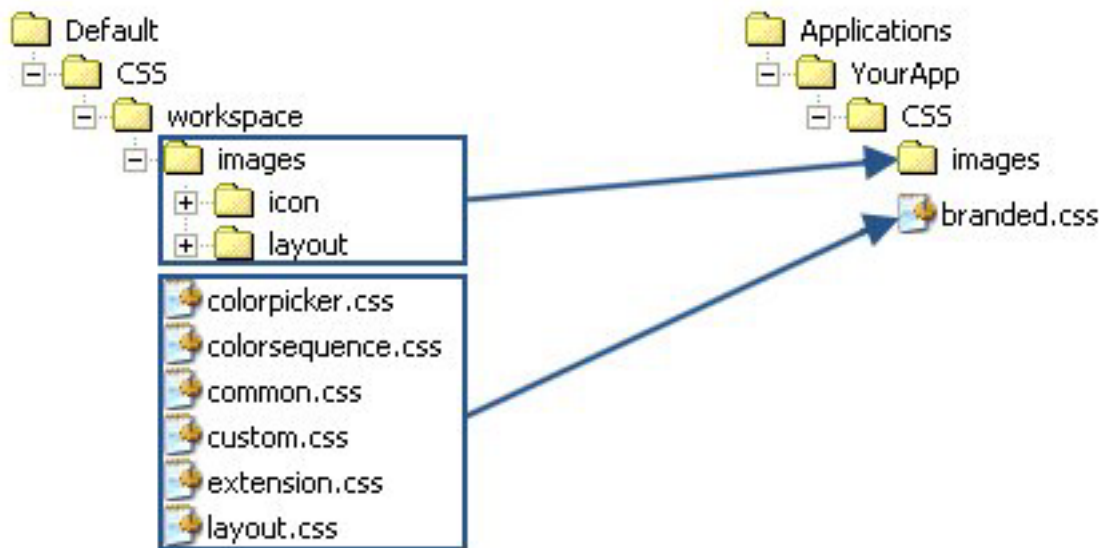 Default
CSS
workspace
images
icon
layout
colorpicker.css
colorsequence.css
common.css
custom.css
extension.css
layout.css
Applications
YourApp
CSS
images
branded.css